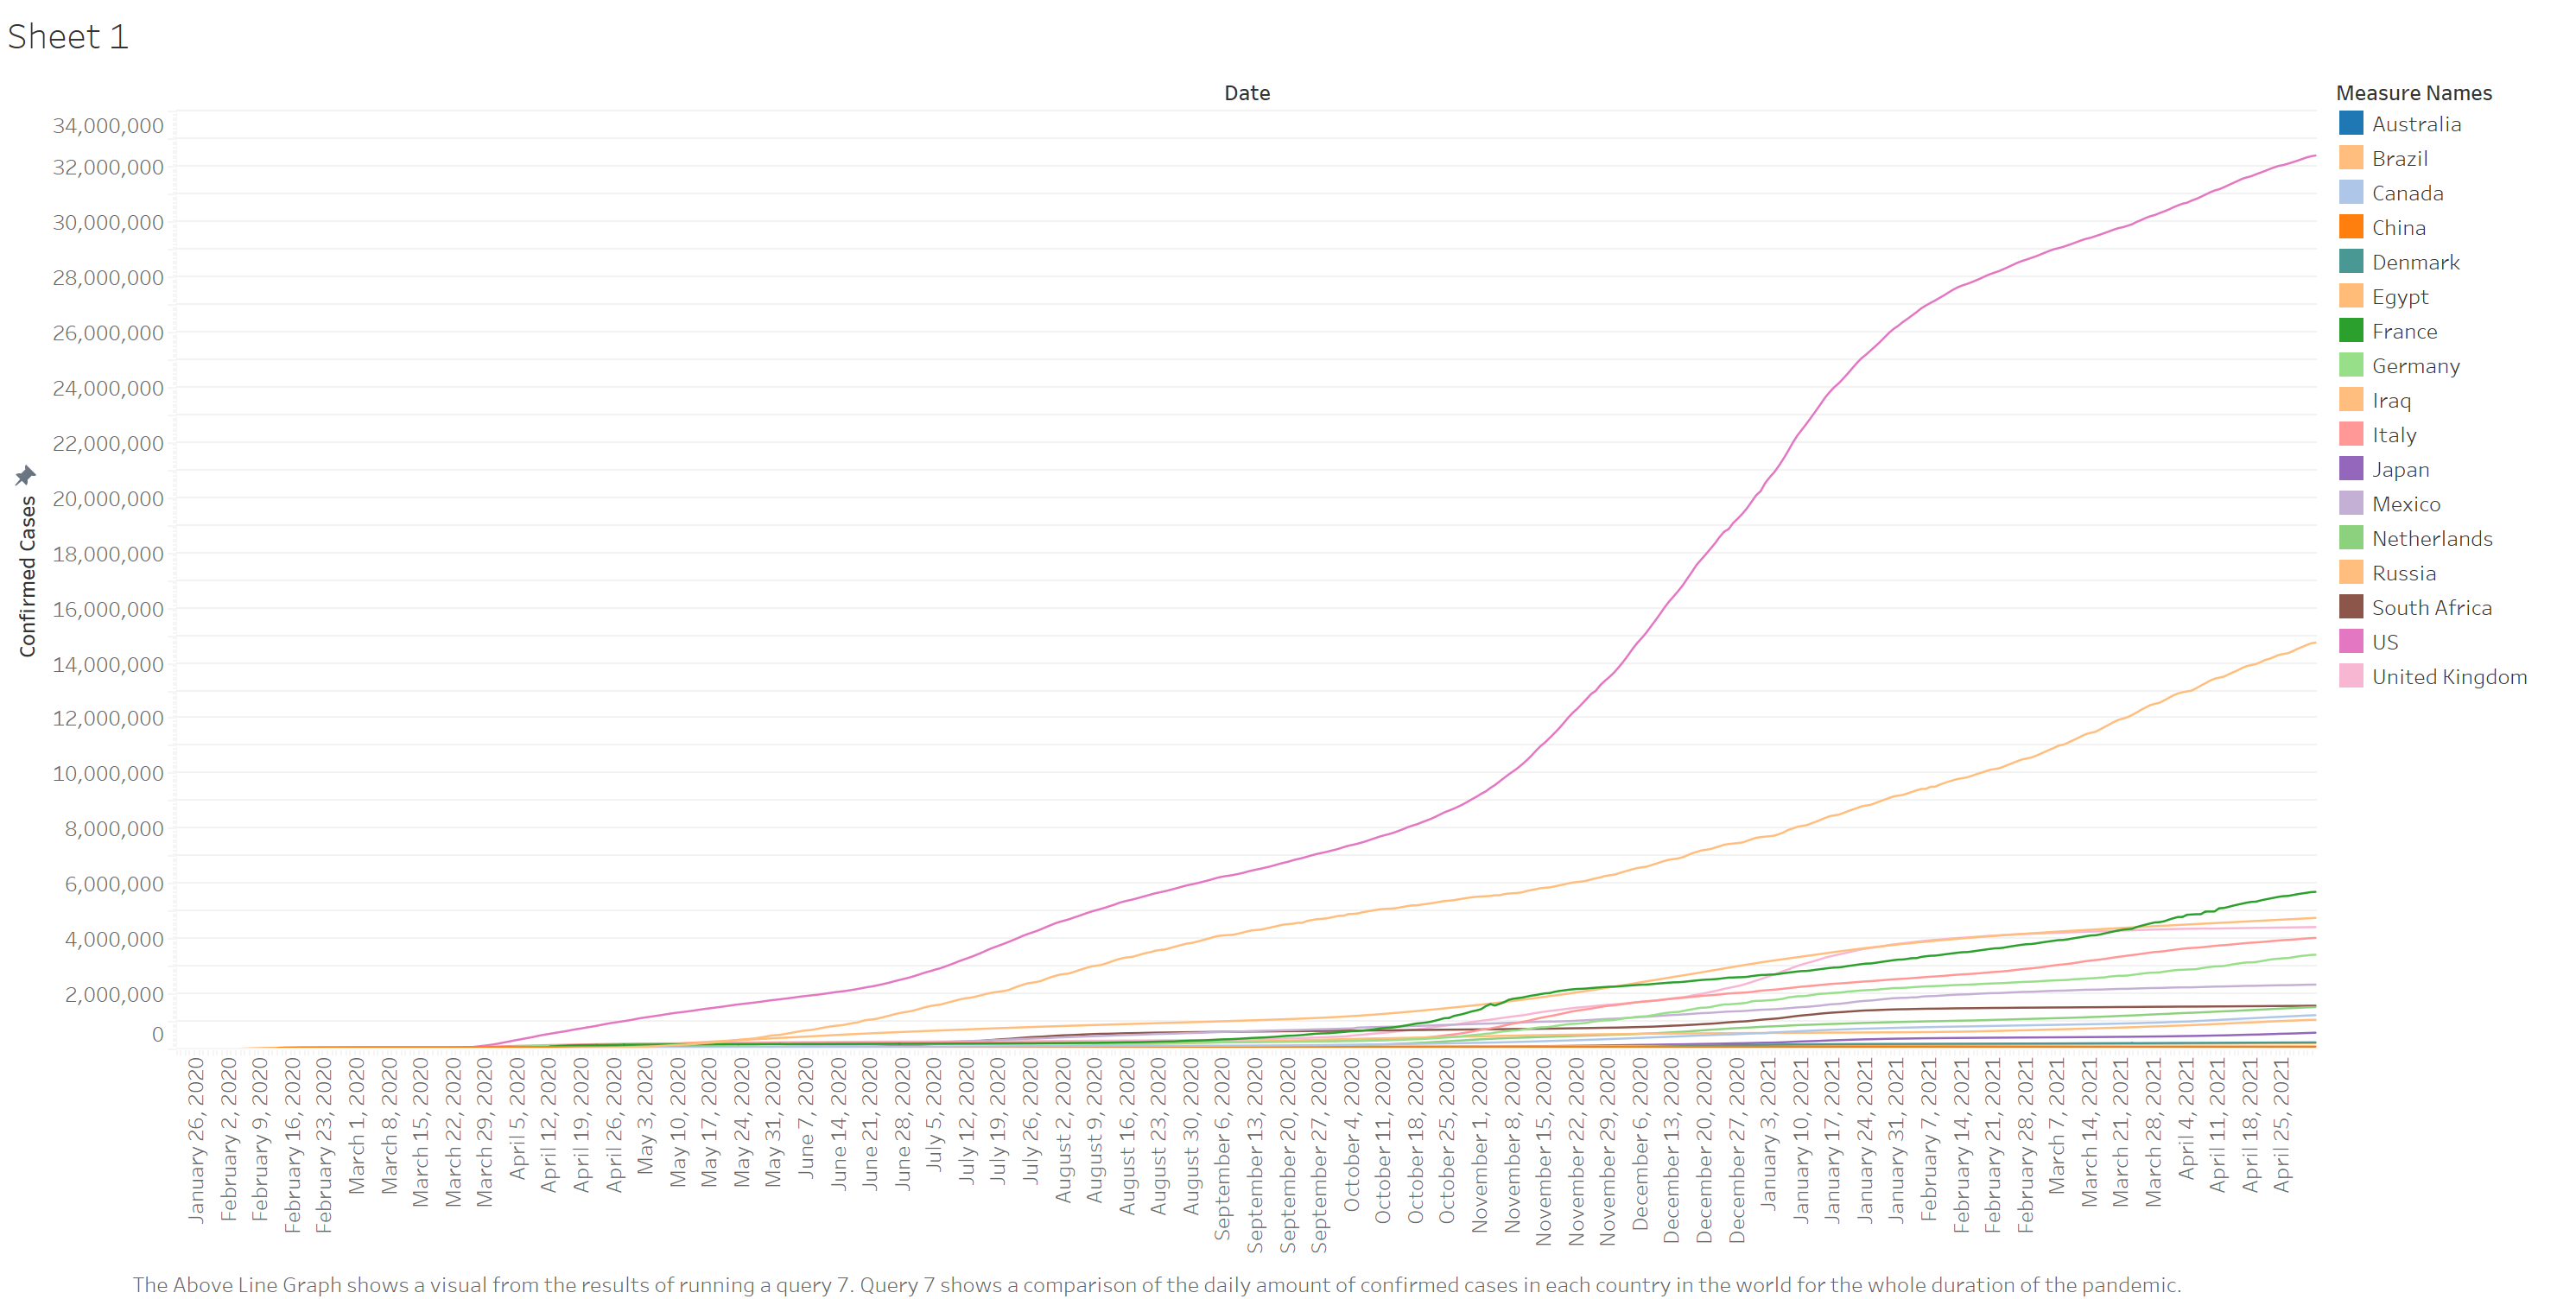 Sheet 1
Date
Confirmed Cases
34,000,000
32,000,000
30,000,000
28,000,000
26,000,000
24,000,000
22,000,000
20,000,000
18,000,000
16,000,000
14,000,000
12,000,000
10,000,000
8,000,000
6,000,000
4,000,000
2,000,000
0
January 26, 2020
February 2, 2020
February 9, 2020
February 16, 2020
February 23, 2020
March 1, 2020
March 8, 2020
March 15, 2020
March 22, 2020
March 29, 2020
April 5, 2020
April 12, 2020
April 19, 2020
April 26, 2020
May 3, 2020
May 10, 2020
May 17, 2020
May 24, 2020
May 31, 2020
June 7, 2020
June 14, 2020
June 21, 2020
June 28, 2020
July 5, 2020
July 12, 2020
July 19, 2020
July 26, 2020
August 2, 2020
August 9, 2020
August 16, 2020
August 23, 2020
August 30, 2020
September 6, 2020
September 13, 2020
September 20, 2020
September 27, 2020
October 4, 2020
October 11, 2020
October 18, 2020
October 25, 2020
November 1, 2020
November 8, 2020
November 15, 2020
November 22, 2020
November 29, 2020
December 6, 2020
December 13, 2020
December 20, 2020
December 27, 2020
January 3, 2021
January 10, 2021
January 17, 2021
January 24, 2021
January 31, 2021
February 7, 2021
February 14, 2021
February 21, 2021
February 28, 2021
March 7, 2021
March 14, 2021
March 21, 2021
March 28, 2021
April 4, 2021
April 11, 2021
April 18, 2021
April 25, 2021
Measure Names
Australia
Brazil
Canada
China
Denmark
Egypt
France
Germany
Iraq
Italy
Japan
Mexico
Netherlands
Russia
South Africa
US
United Kingdom
The Above Line Graph shows a visual from the results of running a query 7. Query 7 shows a comparison of the daily amount of confirmed cases in each country in the world for the whole duration of the pandemic.